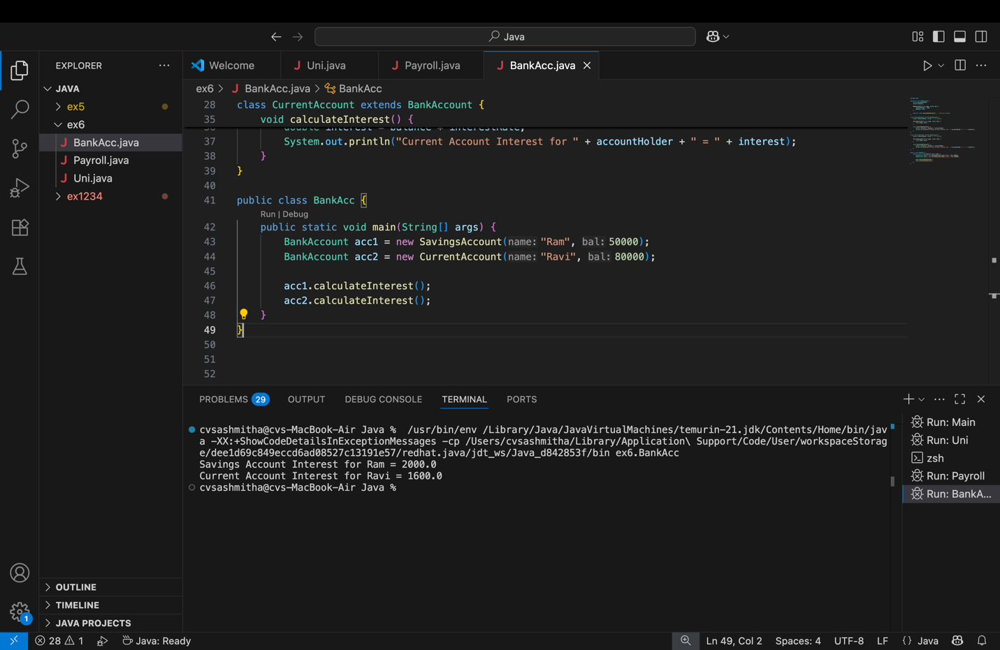 Java
EXPLORER
Welcome
Uni.java
Payroll.java
BankAcc.java
JAVA
ex5
ex6
BankAcc.java
Payroll.java
Uni.java
ex1234
ex6 > BankAcc.java > BankAcc
28 class CurrentAccount extends BankAccount {
35 void calculateInterest() {
36 double interest = balance * interestRate;
37 System.out.println("Current Account Interest for " + accountHolder + " = " + interest);
38 }
39 }
40
41 public class BankAcc {
Run | Debug
42 public static void main(String[] args) {
43 BankAccount acc1 = new SavingsAccount(name: "Ram", bal: 50000);
44 BankAccount acc2 = new CurrentAccount(name: "Ravi", bal: 80000);
45
46 acc1.calculateInterest();
47 acc2.calculateInterest();
48 }
49 }
50
51
52
PROBLEMS 29 OUTPUT DEBUG CONSOLE TERMINAL PORTS
cvsashmitha@cvs-MacBook-Air Java % /usr/bin/env /Library/Java/JavaVirtualMachines/temurin-21.jdk/Contents/Home/bin/jav
a -XX:+ShowCodeDetailsInExceptionMessages -cp /Users/cvsashmitha/Library/Application\ Support/Code/User/workspaceStorag
e/dee1d69c849eccd6ad08527c13191e57/redhat.java/jdt_ws/Java_d842853f/bin ex6.BankAcc
Savings Account Interest for Ram = 2000.0
Current Account Interest for Ravi = 1600.0
cvsashmitha@cvs-MacBook-Air Java %
Run: Main
Run: Uni
zsh
Run: Payroll
Run: BankA...
OUTLINE
TIMELINE
JAVA PROJECTS
1
28 1 Java: Ready Ln 49, Col 2 Spaces: 4 UTF-8 LF {} Java